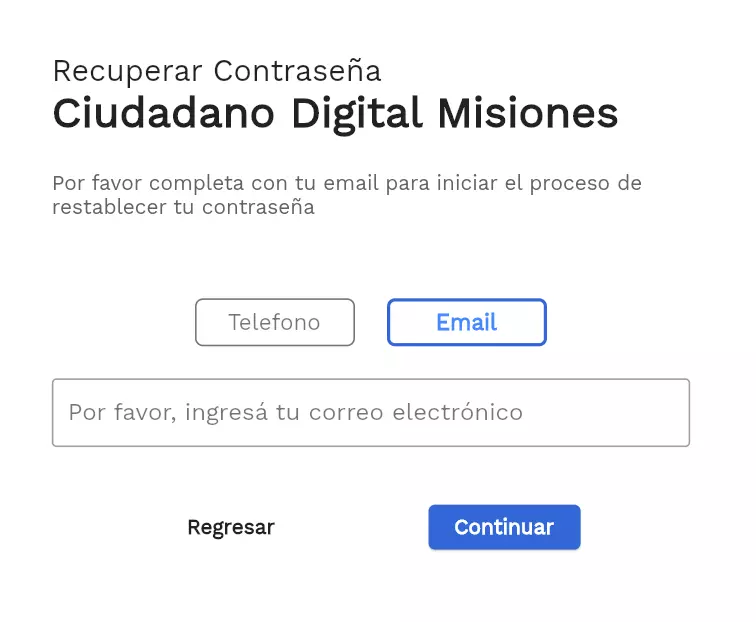 Recuperar Contraseña
Ciudadano Digital Misiones
Por favor completa con tu email para iniciar el proceso de
restablecer tu contraseña
Telefono
Email
Por favor, ingresá tu correo electrónico
Regresar
Continuar